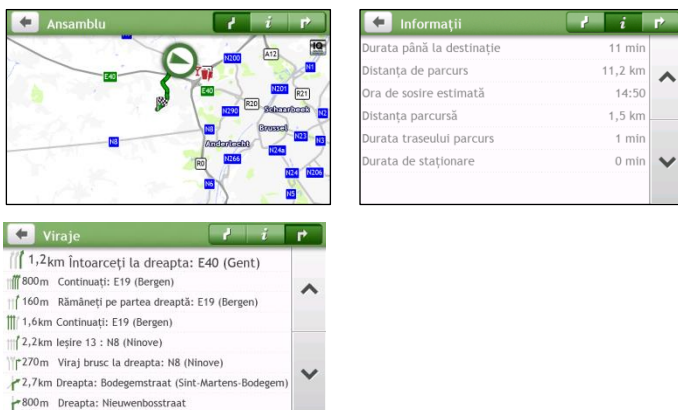 Ansamblu
i
N200
A12
HQ
N1
E40
E40
N201
R21
R20
Schaarbeek
N290
N2
N8
Brussel
N8
Anderlecht
N23
N3
N24a
R0
N266
N24
N206
N6
N5
Informații
i
Durata până la destinație 11 min
Distanța de parcurs 11,2 km
Ora de sosire estimată 14:50
Distanța parcursă 1,5 km
Durata traseului parcurs 1 min
Durata de staționare 0 min
Viraje
i
1,2km Întoarceți la dreapta: E40 (Gent)
800m Continuați: E19 (Bergen)
160m Rămâneți pe partea dreaptă: E19 (Bergen)
1,6km Continuați: E19 (Bergen)
2,2km Ieșire 13 : N8 (Ninove)
270m Viraj brusc la dreapta: N8 (Ninove)
2,7km Dreapta: Bodegemstraat (Sint-Martens-Bodegem)
800m Dreapta: Nieuwenbosstraat